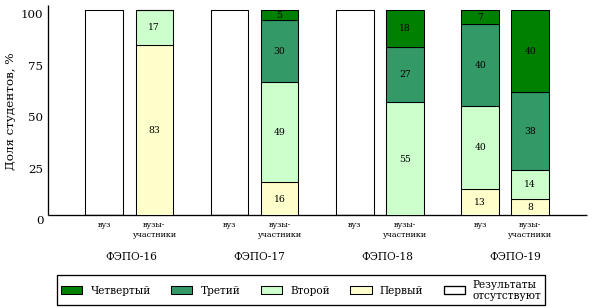 Доля студентов, %
100
75
50
25
0
17
83
5
30
49
16
18
27
55
7
40
40
13
40
38
14
8
вуз
вузы-
участники
вуз
вузы-
участники
вуз
вузы-
участники
вуз
вузы-
участники
ФЭПО-16
ФЭПО-17
ФЭПО-18
ФЭПО-19
Четвертый
Третий
Второй
Первый
Результаты
отсутствуют